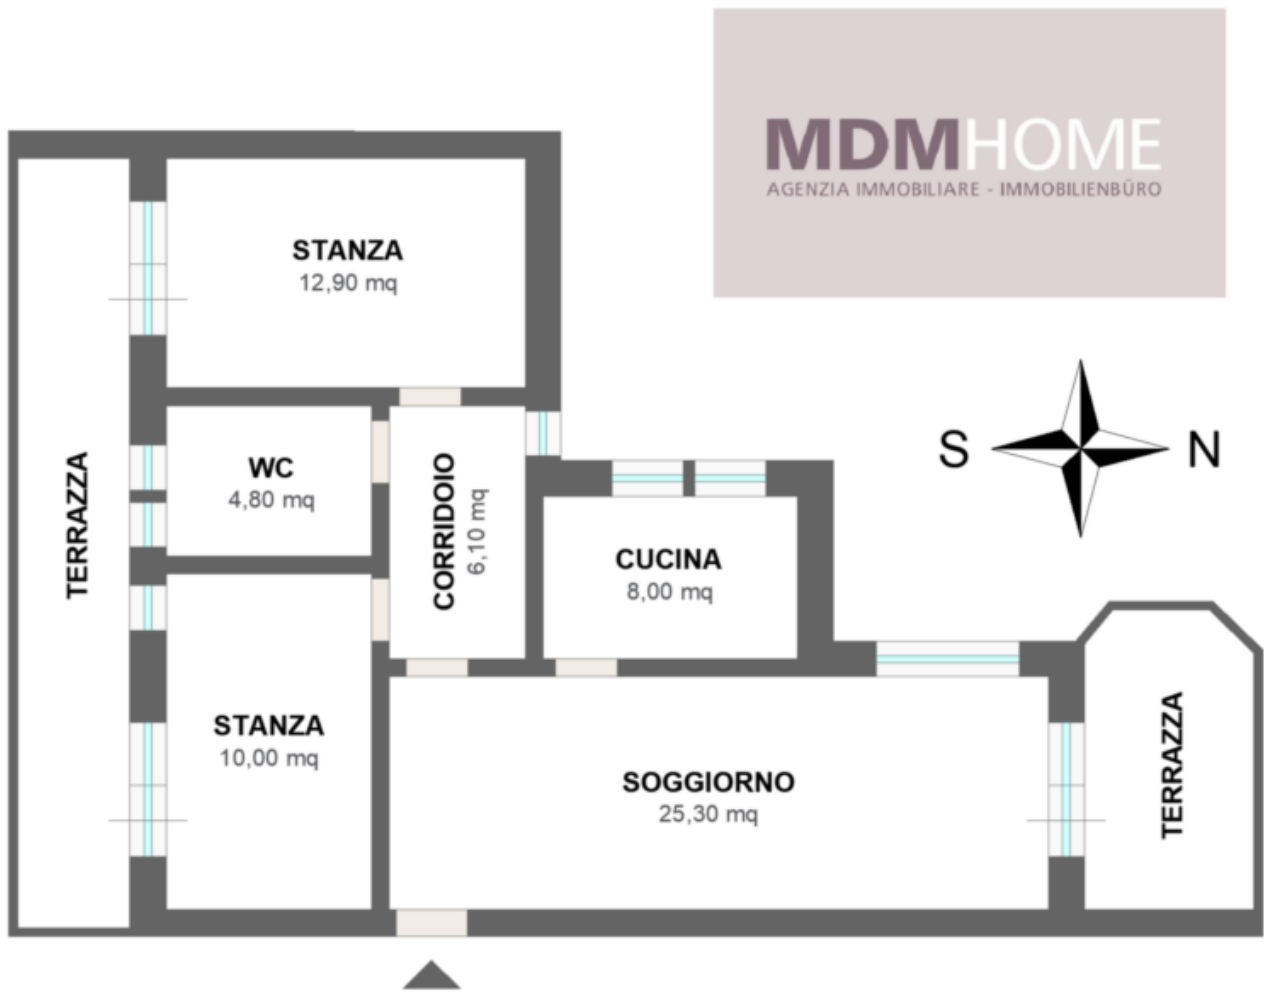 MDMHOME
AGENZIA IMMOBILIARE - IMMOBILIENBÜRO
STANZA
12,90 mq
S
N
TERRAZZA
WC
4,80 mq
CORRIDOIO
6,10 mq
CUCINA
8,00 mq
STANZA
10,00 mq
SOGGIORNO
25,30 mq
TERRAZZA